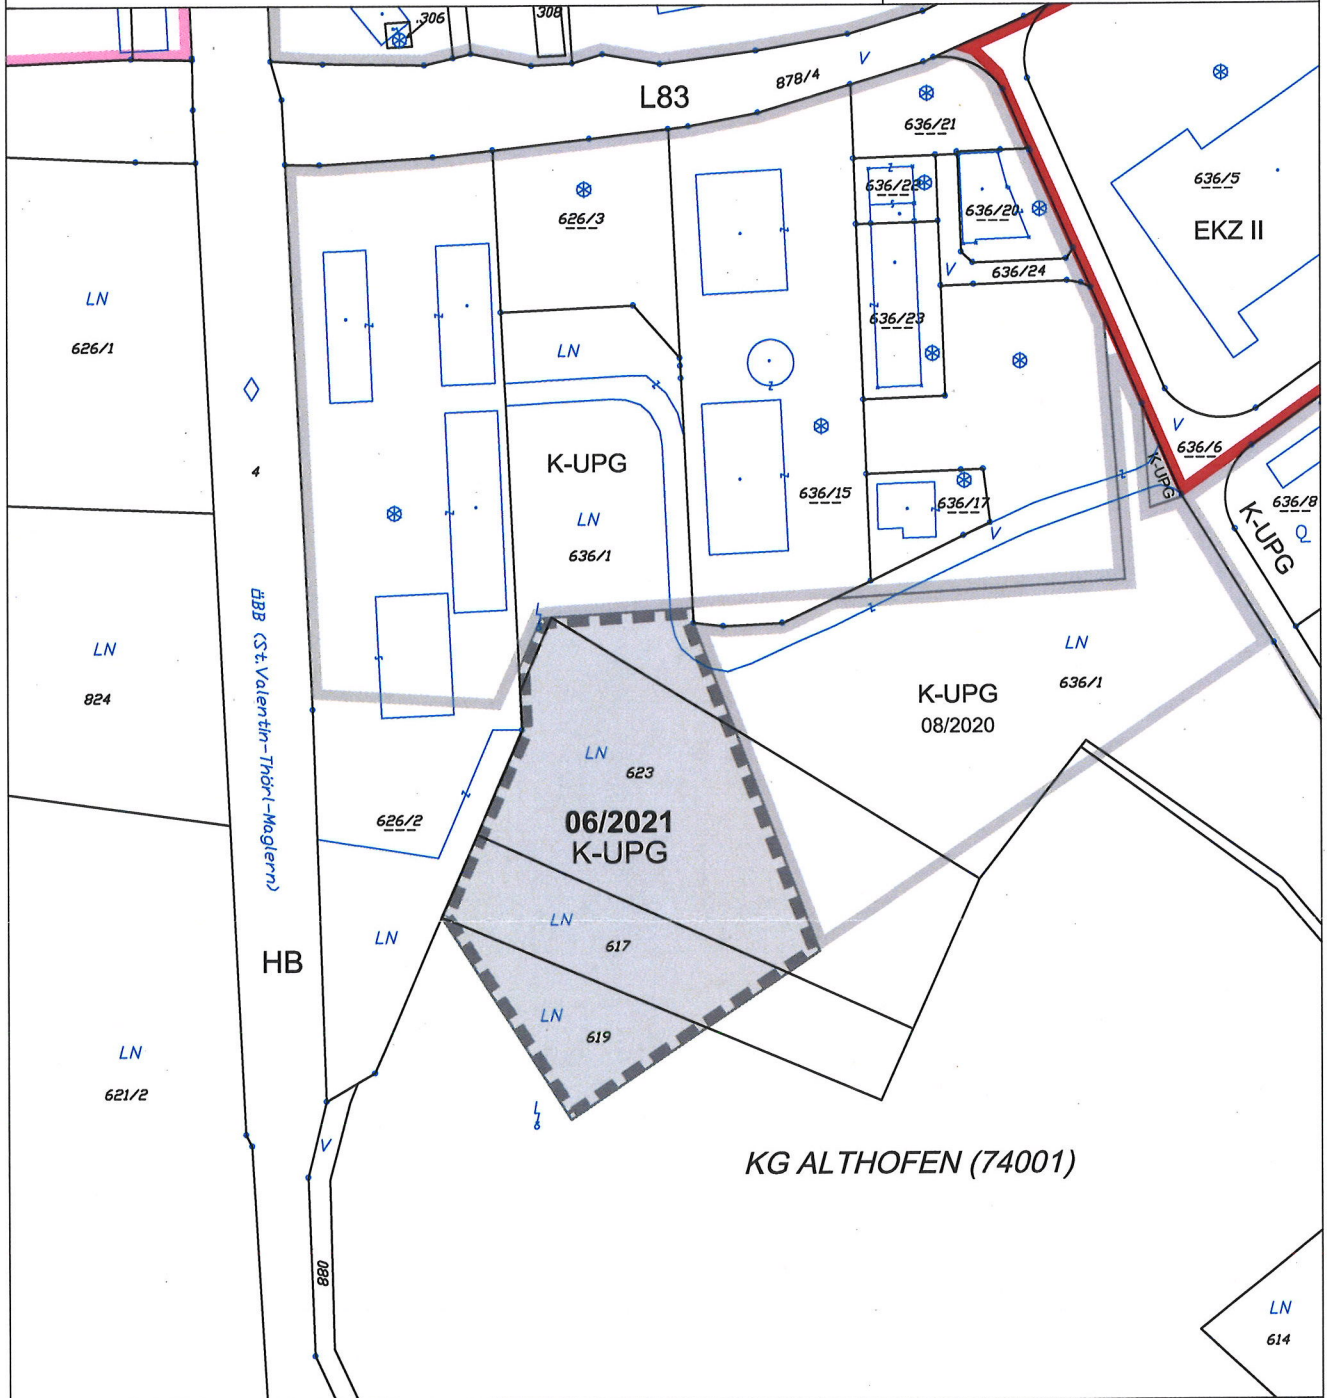 .306
308
878/4
V
L83
636/21
636/5
EKZ II
636/22
636/20
626/3
LN
626/1
V
636/24
636/23
LN
4
K-UPG
LN
636/1
636/15
636/17
V
V
636/6
K-UPG
636/8
Q
K-UPG
ÖBB (St.Valentin-Thörl-Maglern)
LN
824
LN
636/1
K-UPG
08/2020
LN
623
06/2021
K-UPG
626/2
LN
617
LN
HB
LN
619
LN
621/2
V
KG ALTHOFEN (74001)
880
LN
614